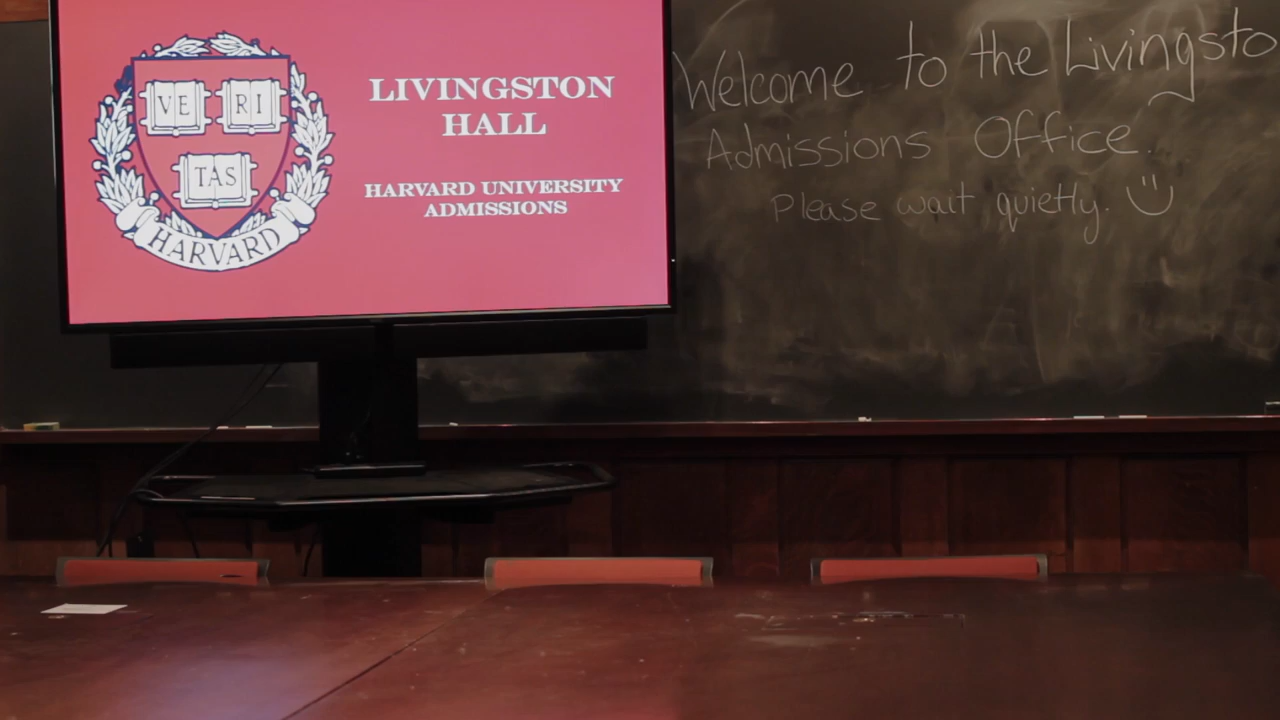 VE RI
TAS
HARVARD
LIVINGSTON
HALL
HARVARD UNIVERSITY
ADMISSIONS
Welcome to the Livingsto
Admissions Office.
Please wait quietly.